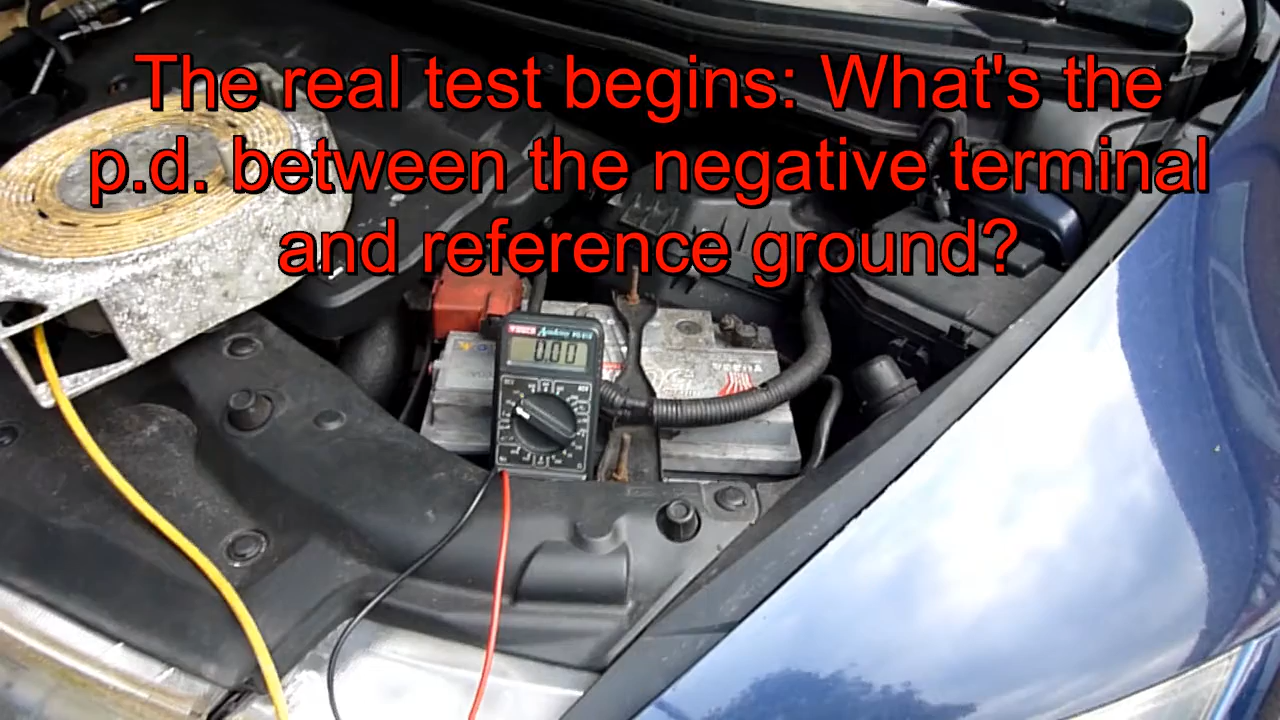 The real test begins: What's the
p.d. between the negative terminal
and reference ground?
0.00